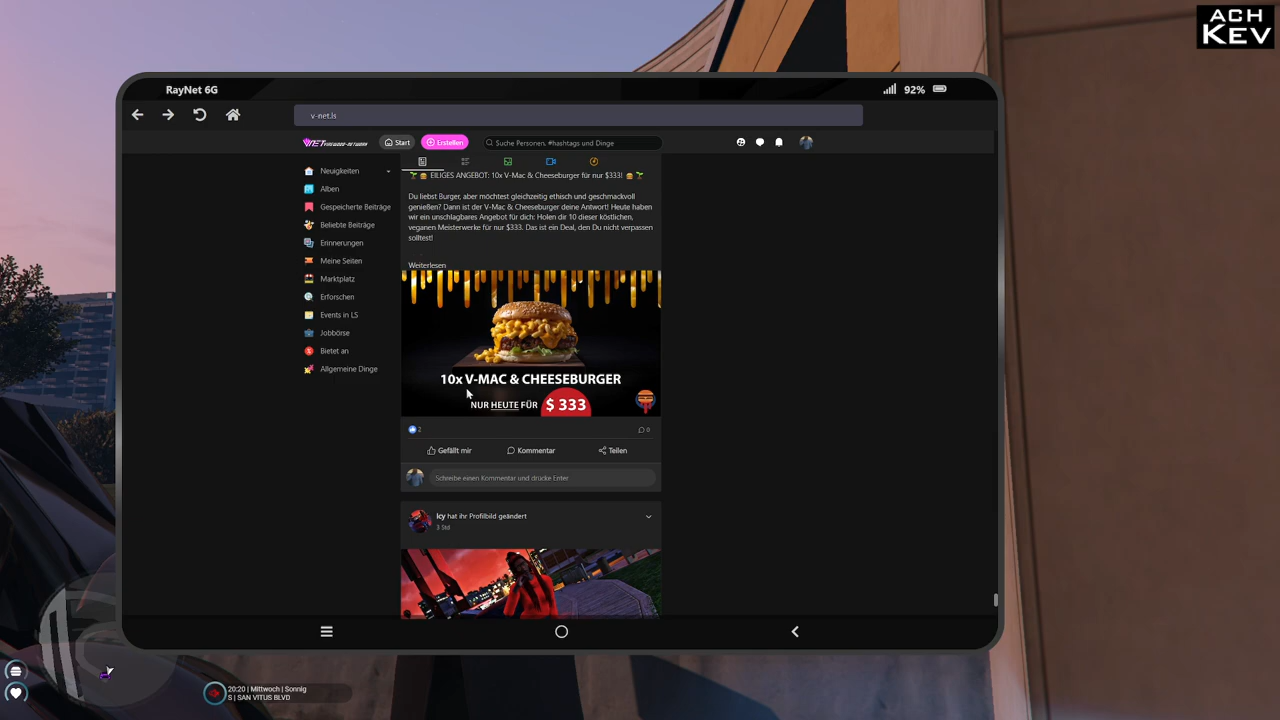 ACH
KEV
RayNet 6G
92%
v-net.ls
Start
Erstellen
Suche Personen, #hashtags und Dinge
Neuigkeiten
Alben
Gespeicherte Beiträge
Beliebte Beiträge
Erinnerungen
Meine Seiten
Marktplatz
Erforschen
Events in LS
Jobbörse
Bietet an
Allgemeine Dinge
EILIGES ANGEBOT: 10x V-Mac & Cheeseburger für nur $333!
Du liebst Burger, aber möchtest gleichzeitig ethisch und geschmackvoll
genießen? Dann ist der V-Mac & Cheeseburger deine Antwort! Heute haben
wir ein unschlagbares Angebot für dich: Holen dir 10 dieser köstlichen,
veganen Meisterwerke für nur $333. Das ist ein Deal, den Du nicht verpassen
solltest!
Weiterlesen
10x V-MAC & CHEESEBURGER
NUR HEUTE FÜR $ 333
2
0
Gefällt mir
Kommentar
Teilen
Schreibe einen Kommentar und drücke Enter
Icy hat ihr Profilbild geändert
3 Std
20:20 | Mittwoch | Sonnig
S | SAN VITUS BLVD